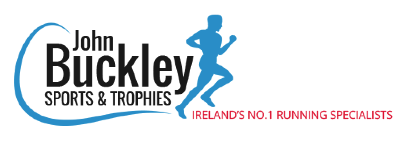 John
Buckley
SPORTS & TROPHIES
IRELAND'S NO.1 RUNNING SPECIALISTS